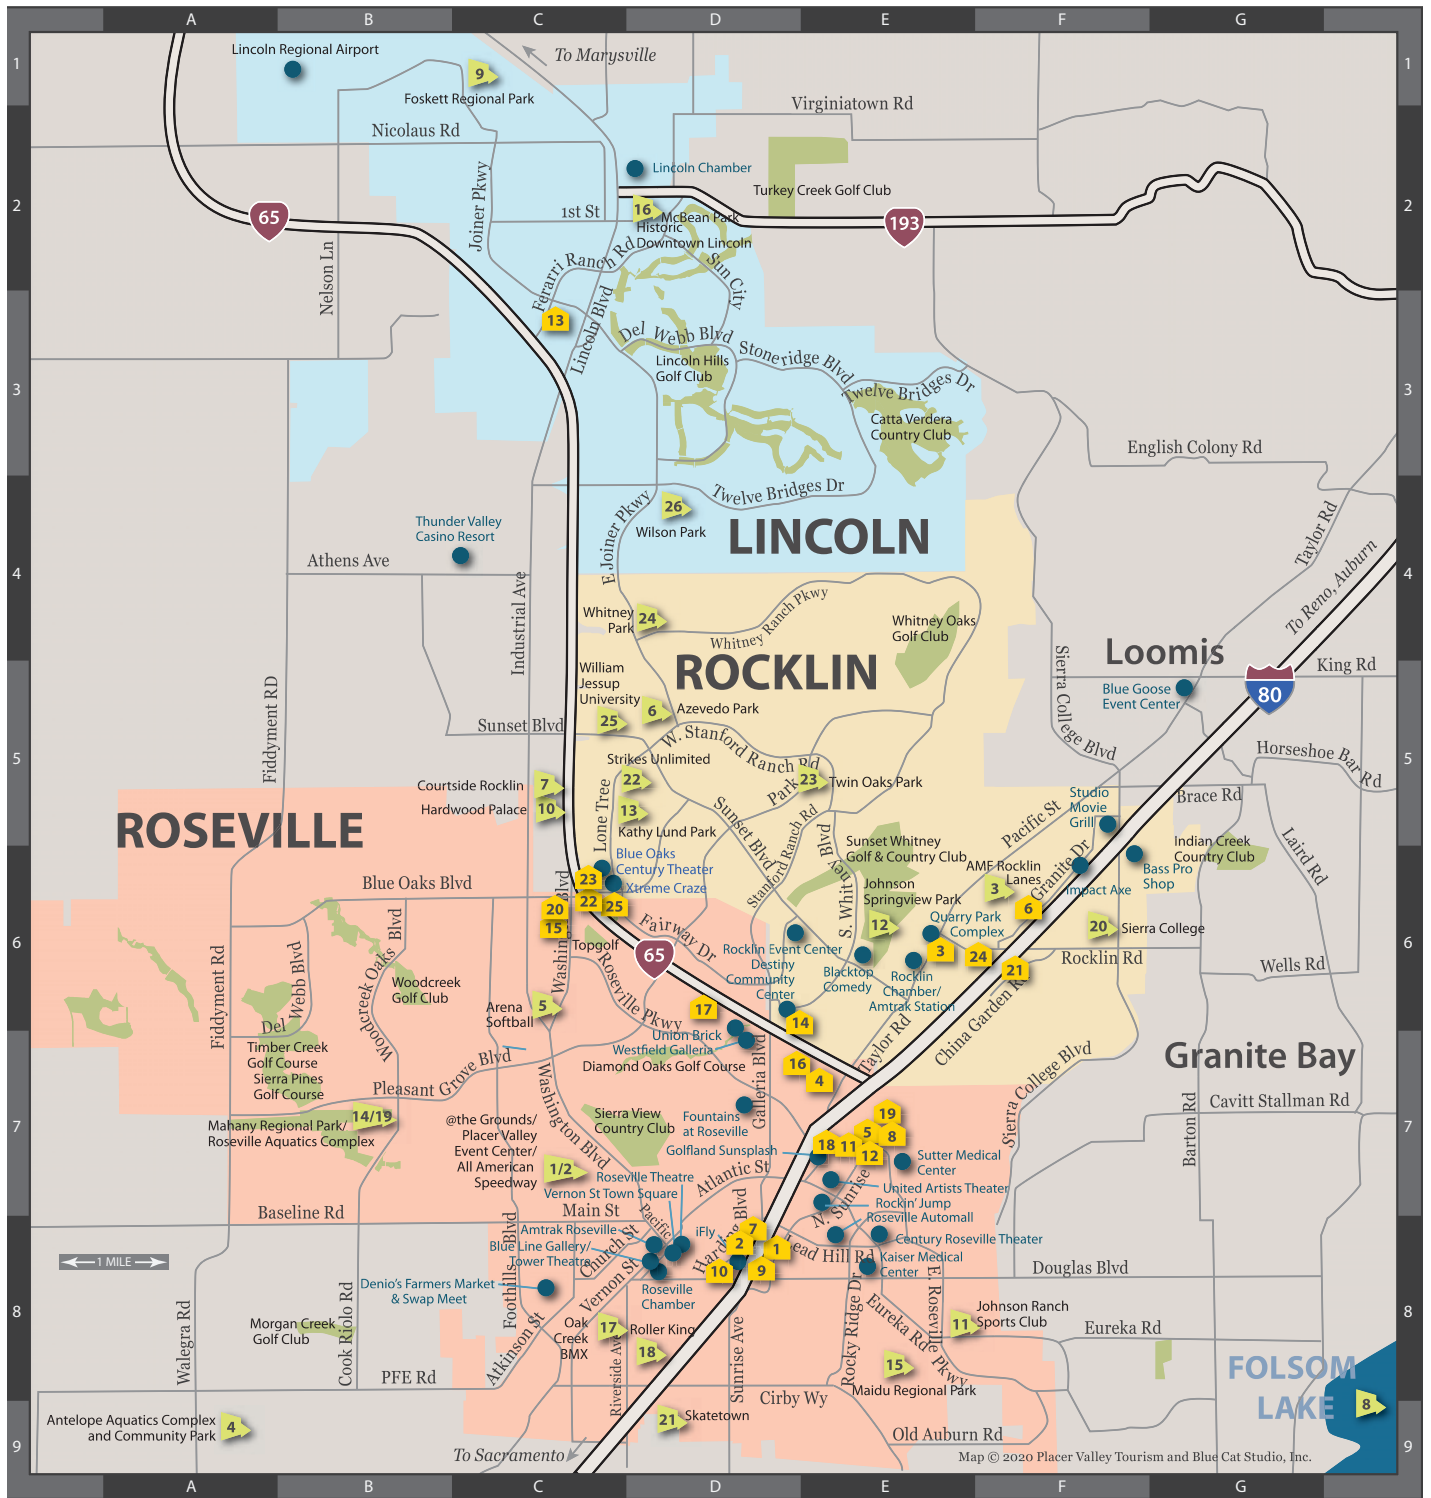 A B C D E F G
1
Lincoln Regional Airport
9
Foskett Regional Park
To Marysville
1
Virginiatown Rd
Nicolaus Rd
Lincoln Chamber
Turkey Creek Golf Club
2
65
Joiner Pkwy
1st St
16
McBean Park
Historic
Downtown Lincoln
193
2
Nelson Ln
Ferarri Ranch Rd
Sun City
13
Lincoln Blvd
Del Webb Blvd
Stoneridge Blvd
Lincoln Hills
Golf Club
Twelve Bridges Dr
3
3
Catta Verdera
Country Club
English Colony Rd
Twelve Bridges Dr
E Joiner Pkwy
26
Wilson Park
LINCOLN
Thunder Valley
Casino Resort
Taylor Rd
To Reno, Auburn
Athens Ave
4
4
Industrial Ave
Whitney
Park
24
Whitney Ranch Pkwy
Whitney Oaks
Golf Club
ROCKLIN
Loomis
King Rd
Sierra College Blvd
William
Jessup
University
25
6
Azevedo Park
Blue Goose
Event Center
80
Fiddyment RD
Sunset Blvd
W. Stanford Ranch Rd
Horseshoe Bar Rd
5
5
Strikes Unlimited
22
Courtside Rocklin
7
Park
23
Twin Oaks Park
Hardwood Palace
10
13
Kathy Lund Park
Lone Tree
Sunset Blvd
Stanford Ranch Rd
S. Whitney Blvd
Studio
Movie
Grill
Brace Rd
Pacific St
ROSEVILLE
Sunset Whitney
Golf & Country Club
Indian Creek
Country Club
Laird Rd
Blue Oaks
Century Theater
Xtreme Craze
AMF Rocklin
Lanes
3
Granite Dr
Impact Axe
Bass Pro
Shop
Blue Oaks Blvd
23
22
25
20
15
Johnson
Springview Park
12
6
20
Sierra College
Quarry Park
Complex
6
6
Fairway Dr
Topgolf
65
Rocklin Event Center
Destiny
Community
Center
Blacktop
Comedy
Rocklin
Chamber/
Amtrak Station
3
24
21
Rocklin Rd
Wells Rd
Fiddyment Rd
Del Webb Blvd
Woodcreek Oaks Blvd
Woodcreek
Golf Club
Arena
Softball
5
Roseville Pkwy
17
14
Union Brick
Westfield Galleria
Diamond Oaks Golf Course
Taylor Rd
China Garden Rd
Granite Bay
Timber Creek
Golf Course
Sierra Pines
Golf Course
Pleasant Grove Blvd
Washington Blvd
16
4
Galleria Blvd
Sierra College Blvd
Cavitt Stallman Rd
14/19
Mahany Regional Park/
Roseville Aquatics Complex
7
7
@the Grounds/
Placer Valley
Event Center/
All American
Speedway
1/2
Sierra View
Country Club
Fountains
at Roseville
Golfland Sunsplash
19
5
8
18
11
12
Sutter Medical
Center
Barton Rd
Roseville Theatre
Vernon St Town Square
Atlantic St
United Artists Theater
Rockin' Jump
N. Sunrise
Roseville Automall
Baseline Rd
Main St
Pacific
Amtrak Roseville
Church St
iFly
Blue Line Gallery/
Tower Theatre
7
2
1
Lead Hill Rd
Century Roseville Theater
Kaiser Medical
Center
1 MILE
Denio's Farmers Market
& Swap Meet
Foothills Blvd
Vernon St
Roseville
Chamber
10
9
Douglas Blvd
8
8
Walegra Rd
Morgan Creek
Golf Club
Cook Riolo Rd
Atkinson St
Oak
Creek
BMX
17
Roller King
18
Riverside Ave
Sunrise Ave
Rocky Ridge Dr
Eureka Rd
E. Roseville Pkwy
11
Johnson Ranch
Sports Club
Eureka Rd
15
Maidu Regional Park
PFE Rd
Cirby Wy
FOLSOM
LAKE
8
Antelope Aquatics Complex
and Community Park
4
21
Skatetown
Old Auburn Rd
9
9
To Sacramento
Map © 2020 Placer Valley Tourism and Blue Cat Studio, Inc.
A B C D E F G